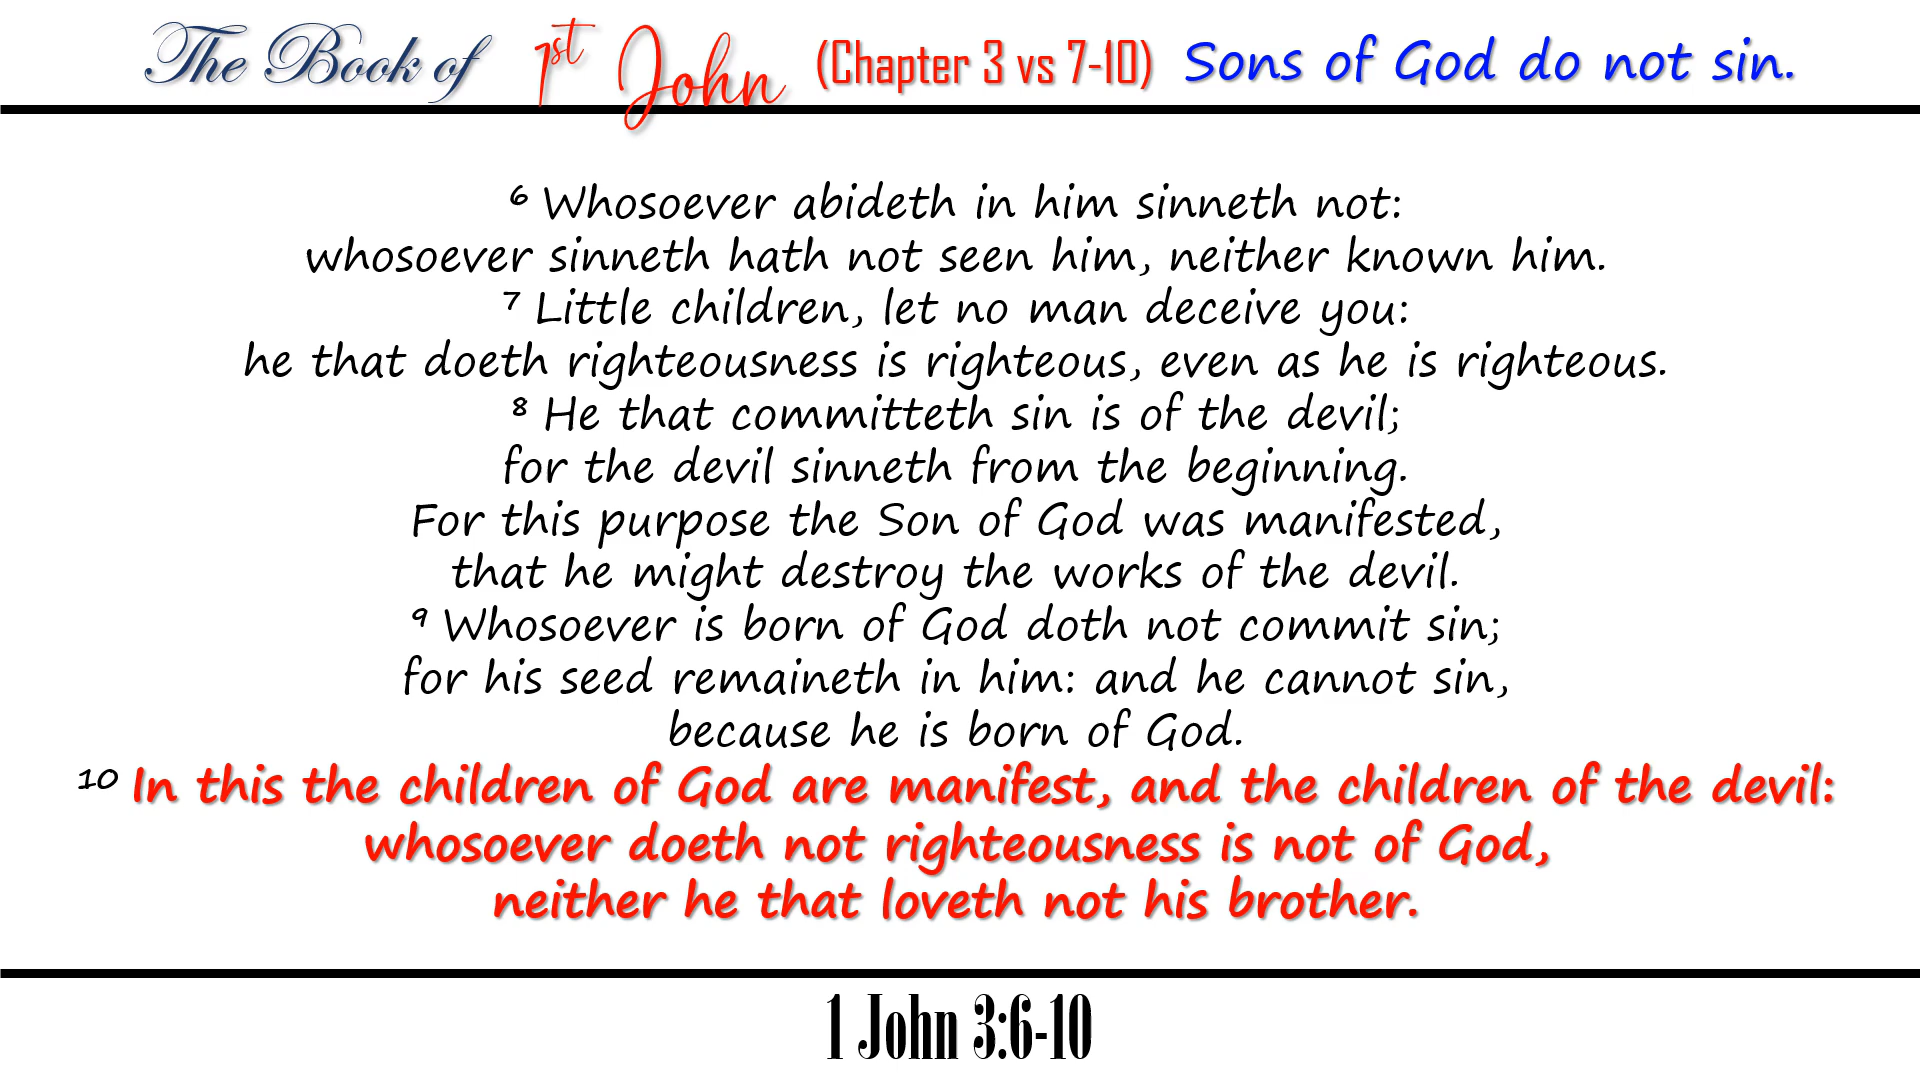 The Book of 1st John (Chapter 3 vs 7-10) Sons of God do not sin.
6 Whosoever abideth in him sinneth not:
whosoever sinneth hath not seen him, neither known him.
7 Little children, let no man deceive you:
he that doeth righteousness is righteous, even as he is righteous.
8 He that committeth sin is of the devil;
for the devil sinneth from the beginning.
For this purpose the Son of God was manifested,
that he might destroy the works of the devil.
9 Whosoever is born of God doth not commit sin;
for his seed remaineth in him: and he cannot sin,
because he is born of God.
10 In this the children of God are manifest, and the children of the devil:
whosoever doeth not righteousness is not of God,
neither he that loveth not his brother.
1 John 3:6-10